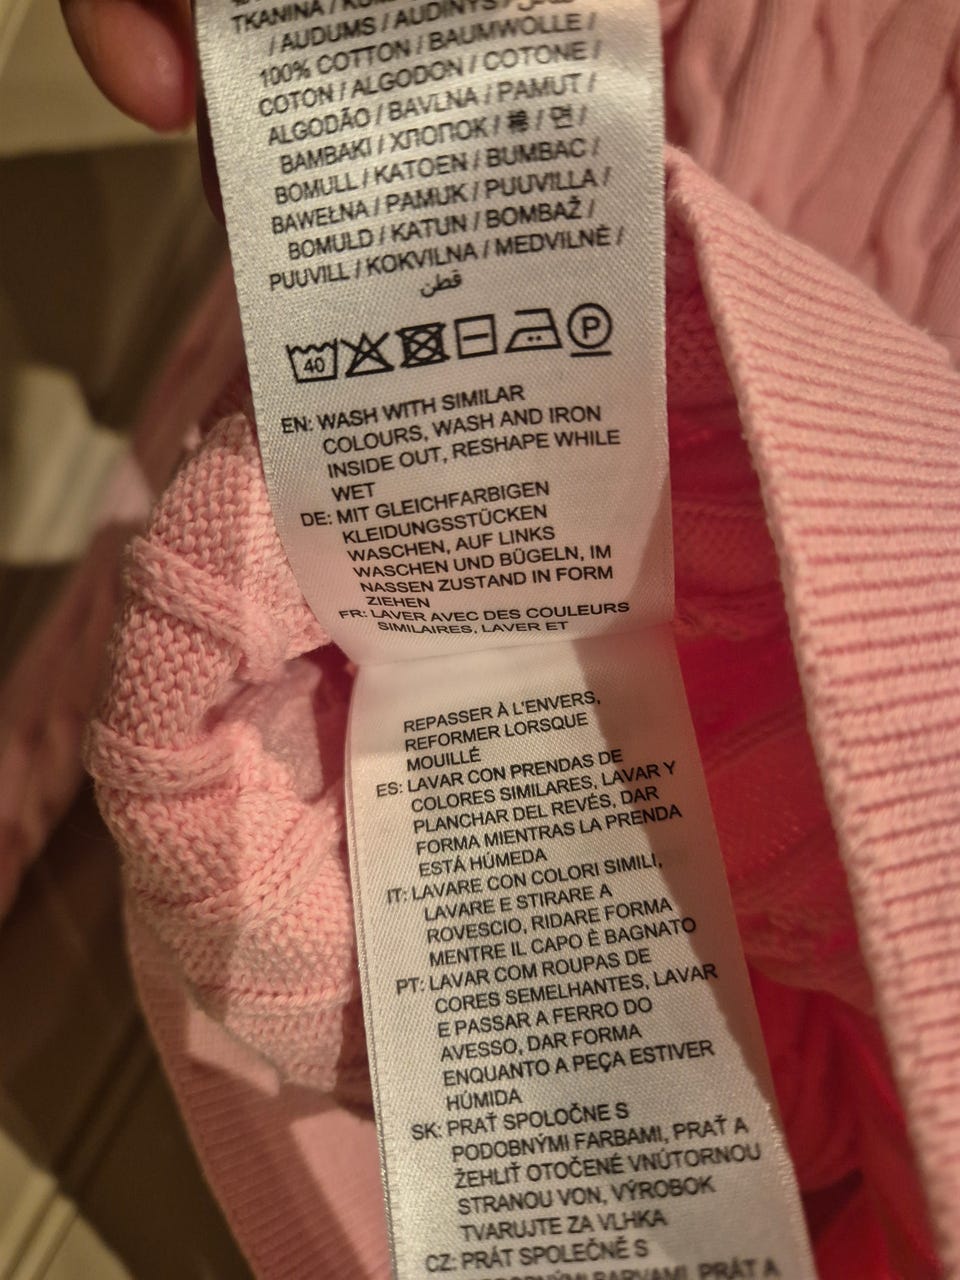 TKANINA /
/ AUDUMS / AUDINYS /
100% COTTON / BAUMWOLLE /
COTON / ALGODON / COTONE /
ALGODÃO / BAVLNA / PAMUT /
BAMBAKI / ХЛОПОК / 棉 / 면 /
BOMULL / KATOEN / BUMBAC /
BAWEŁNA / PAMUK / PUUVILLA /
BOMULD / KATUN / BOMBAŽ /
PUUVILL / KOKVILNA / MEDVILNĖ /
قطن
40 P
EN: WASH WITH SIMILAR
COLOURS, WASH AND IRON
INSIDE OUT, RESHAPE WHILE
WET
DE: MIT GLEICHFARBIGEN
KLEIDUNGSSTÜCKEN
WASCHEN, AUF LINKS
WASCHEN UND BÜGELN, IM
NASSEN ZUSTAND IN FORM
ZIEHEN
FR: LAVER AVEC DES COULEURS
SIMILAIRES, LAVER ET
REPASSER À L'ENVERS,
REFORMER LORSQUE
MOUILLÉ
ES: LAVAR CON PRENDAS DE
COLORES SIMILARES, LAVAR Y
PLANCHAR DEL REVÉS, DAR
FORMA MIENTRAS LA PRENDA
ESTÁ HÚMEDA
IT: LAVARE CON COLORI SIMILI,
LAVARE E STIRARE A
ROVESCIO, RIDARE FORMA
MENTRE IL CAPO È BAGNATO
PT: LAVAR COM ROUPAS DE
CORES SEMELHANTES, LAVAR
E PASSAR A FERRO DO
AVESSO, DAR FORMA
ENQUANTO A PEÇA ESTIVER
HÚMIDA
SK: PRAŤ SPOLOČNE S
PODOBNÝMI FARBAMI, PRAŤ A
ŽEHLIŤ OTOČENÉ VNÚTORNOU
STRANOU VON, VÝROBOK
TVARUJTE ZA VLHKA
CZ: PRÁT SPOLEČNĚ S
PRÁT A